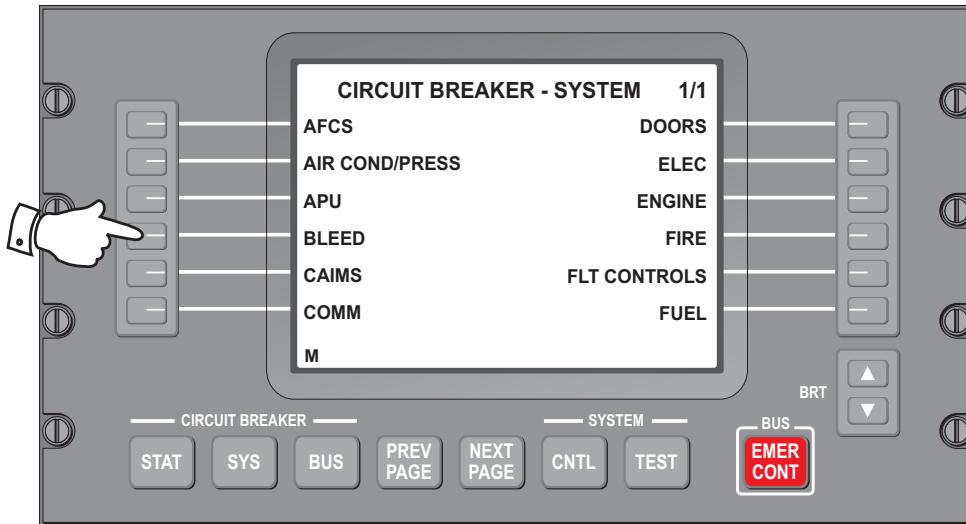 CIRCUIT BREAKER - SYSTEM 1/1
AFCS DOORS
AIR COND/PRESS ELEC
APU ENGINE
BLEED FIRE
CAIMS FLT CONTROLS
COMM FUEL
M
BRT
CIRCUIT BREAKER SYSTEM BUS
STAT SYS BUS PREV PAGE NEXT PAGE CNTL TEST EMER CONT